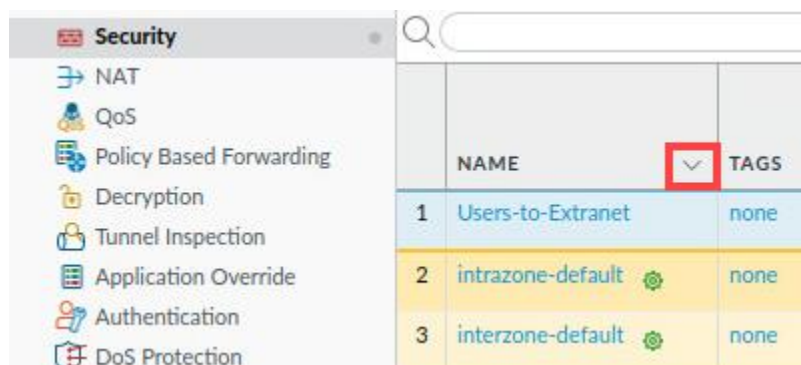 Security
NAT
QoS
Policy Based Forwarding
Decryption
Tunnel Inspection
Application Override
Authentication
DoS Protection
NAME TAGS
1 Users-to-Extranet none
2 intrazone-default none
3 interzone-default none